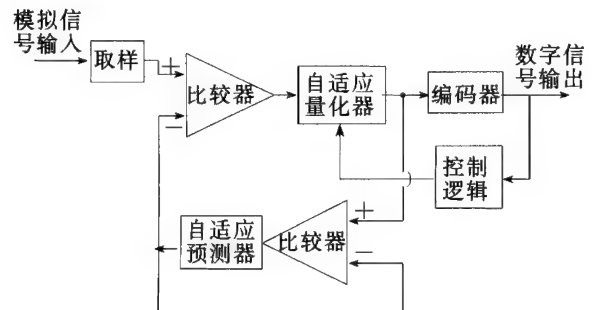 模拟信
号输入
取样
+
比较器
−
自适应
量化器
编码器
数字信
号输出
控制
逻辑
自适应
预测器
比较器
+
−